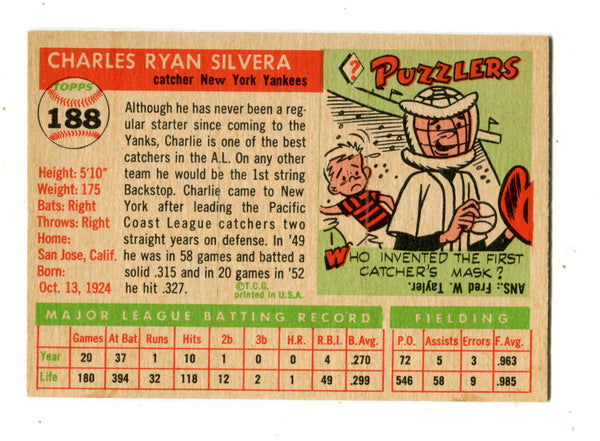 CHARLES RYAN SILVERA
catcher New York Yankees
TOPPS
188
Height: 5'10"
Weight: 175
Bats: Right
Throws: Right
Home:
San Jose, Calif.
Born:
Oct. 13, 1924
Although he has never been a reg-
ular starter since coming to the
Yanks, Charlie is one of the best
catchers in the A.L. On any other
team he would be the 1st string
Backstop. Charlie came to New
York after leading the Pacific
Coast League catchers two
straight years on defense. In '49
he was in 58 games and batted a
solid .315 and in 20 games in '52
he hit .327.
©T.C.G.
printed in U.S.A.
?
PUZZLERS
WHO INVENTED THE FIRST
CATCHER'S MASK?
ANS.: Fred W. Tayler.
MAJOR LEAGUE BATTING RECORD
FIELDING
Games At Bat Runs Hits 2b 3b H.R. R.B.I. B.Avg. P.O. Assists Errors F.Avg.
Year 20 37 1 10 1 0 0 4 .270 72 5 3 .963
Life 180 394 32 118 12 2 1 49 .299 546 58 9 .985